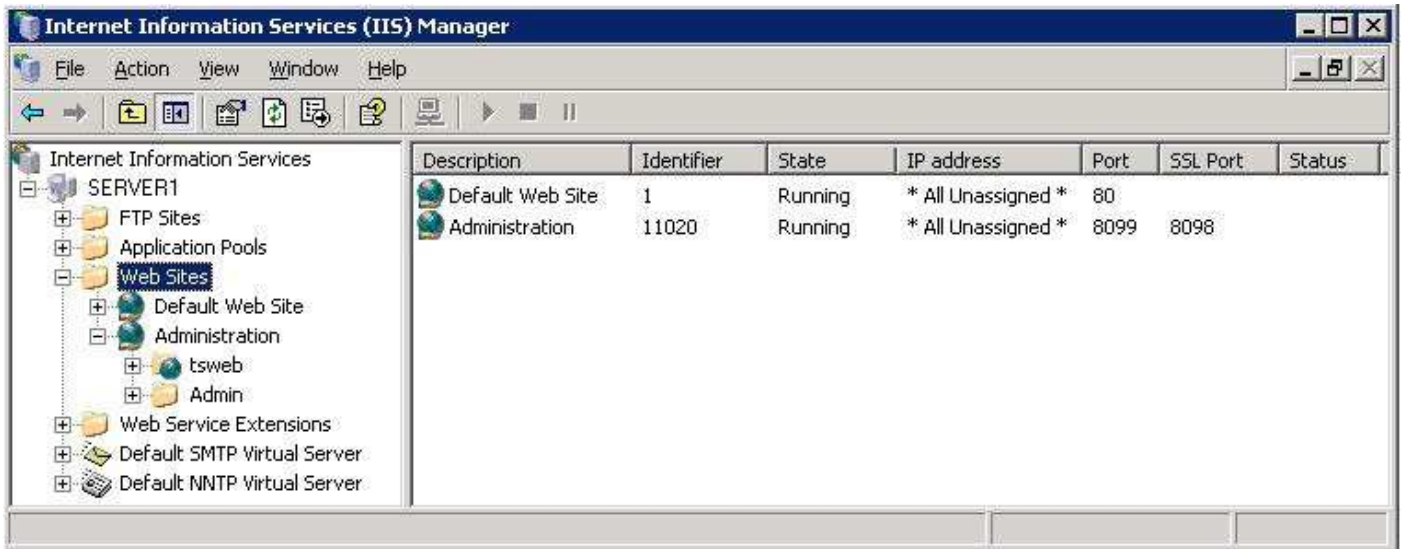 Internet Information Services (IIS) Manager
File Action View Window Help
Internet Information Services
SERVER1
FTP Sites
Application Pools
Web Sites
Default Web Site
Administration
tsweb
Admin
Web Service Extensions
Default SMTP Virtual Server
Default NNTP Virtual Server
Description Identifier State IP address Port SSL Port Status
Default Web Site 1 Running * All Unassigned * 80
Administration 11020 Running * All Unassigned * 8099 8098